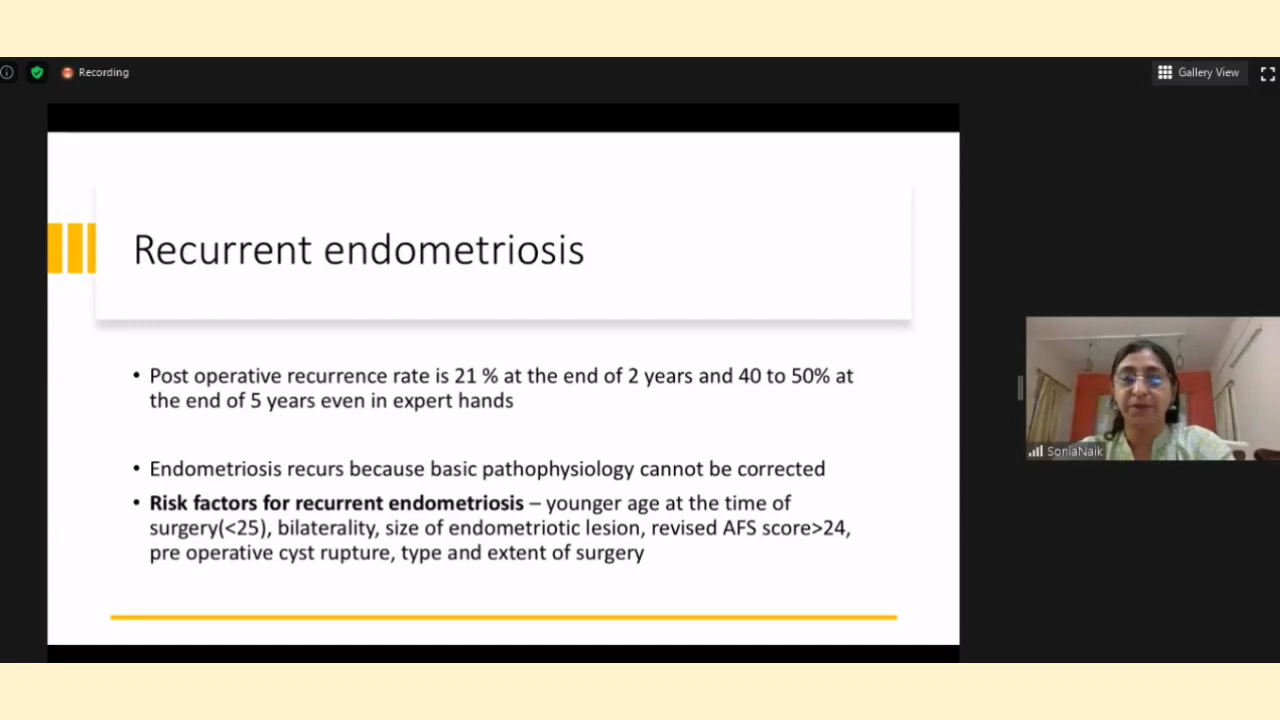 Recording
Gallery View
Recurrent endometriosis
• Post operative recurrence rate is 21 % at the end of 2 years and 40 to 50% at
the end of 5 years even in expert hands
• Endometriosis recurs because basic pathophysiology cannot be corrected
• Risk factors for recurrent endometriosis – younger age at the time of
surgery(<25), bilaterality, size of endometriotic lesion, revised AFS score>24,
pre operative cyst rupture, type and extent of surgery
SoniaNaik